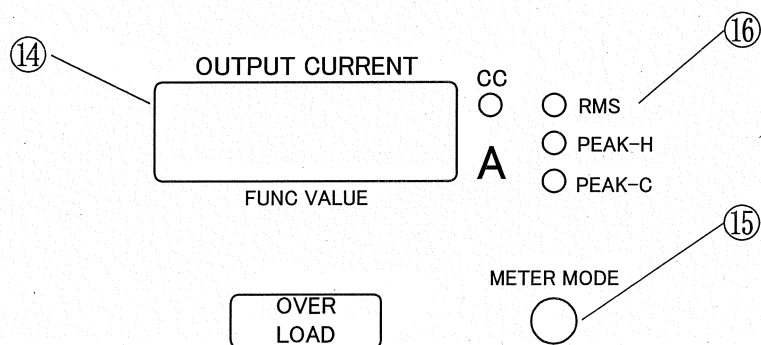 ⑭
OUTPUT CURRENT
CC
⑯
RMS
PEAK-H
A
PEAK-C
FUNC VALUE
⑮
METER MODE
OVER
LOAD